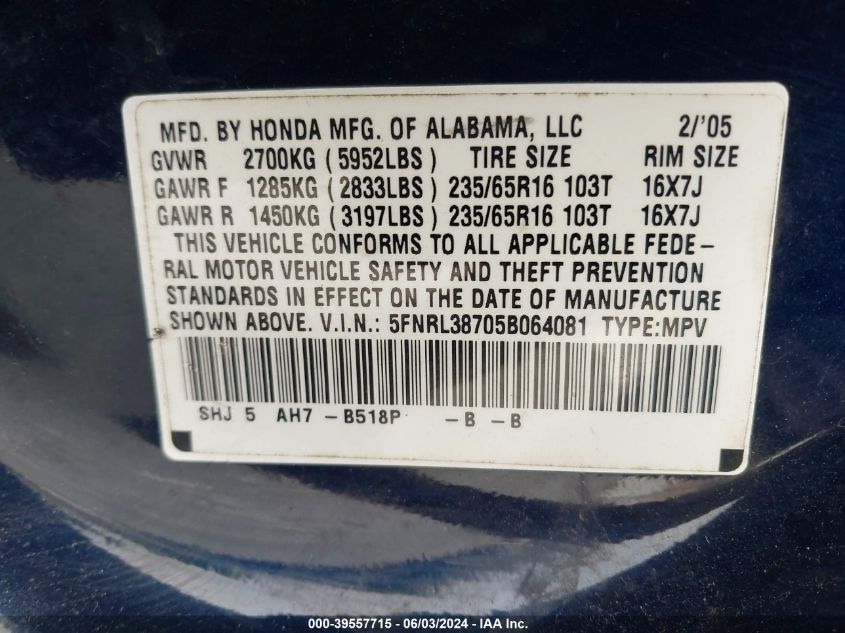 MFD. BY HONDA MFG. OF ALABAMA, LLC 2/'05
GVWR 2700KG (5952LBS) TIRE SIZE RIM SIZE
GAWR F 1285KG (2833LBS) 235/65R16 103T 16X7J
GAWR R 1450KG (3197LBS) 235/65R16 103T 16X7J
THIS VEHICLE CONFORMS TO ALL APPLICABLE FEDE-
RAL MOTOR VEHICLE SAFETY AND THEFT PREVENTION
STANDARDS IN EFFECT ON THE DATE OF MANUFACTURE
SHOWN ABOVE. V.I.N.: 5FNRL38705B064081 TYPE:MPV
SHJ 5 AH7 -B518P -B -B
000-39557715 - 06/03/2024 - IAA Inc.